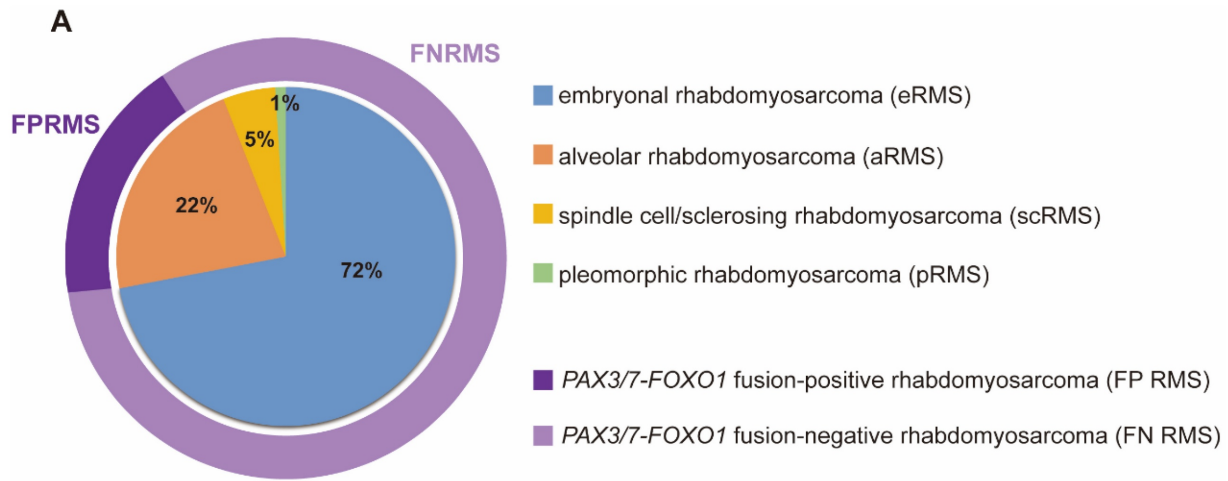 A
FNRMS
FPRMS
1%
5%
22%
72%
embryonal rhabdomyosarcoma (eRMS)
alveolar rhabdomyosarcoma (aRMS)
spindle cell/sclerosing rhabdomyosarcoma (scRMS)
pleomorphic rhabdomyosarcoma (pRMS)
PAX3/7-FOXO1 fusion-positive rhabdomyosarcoma (FP RMS)
PAX3/7-FOXO1 fusion-negative rhabdomyosarcoma (FN RMS)